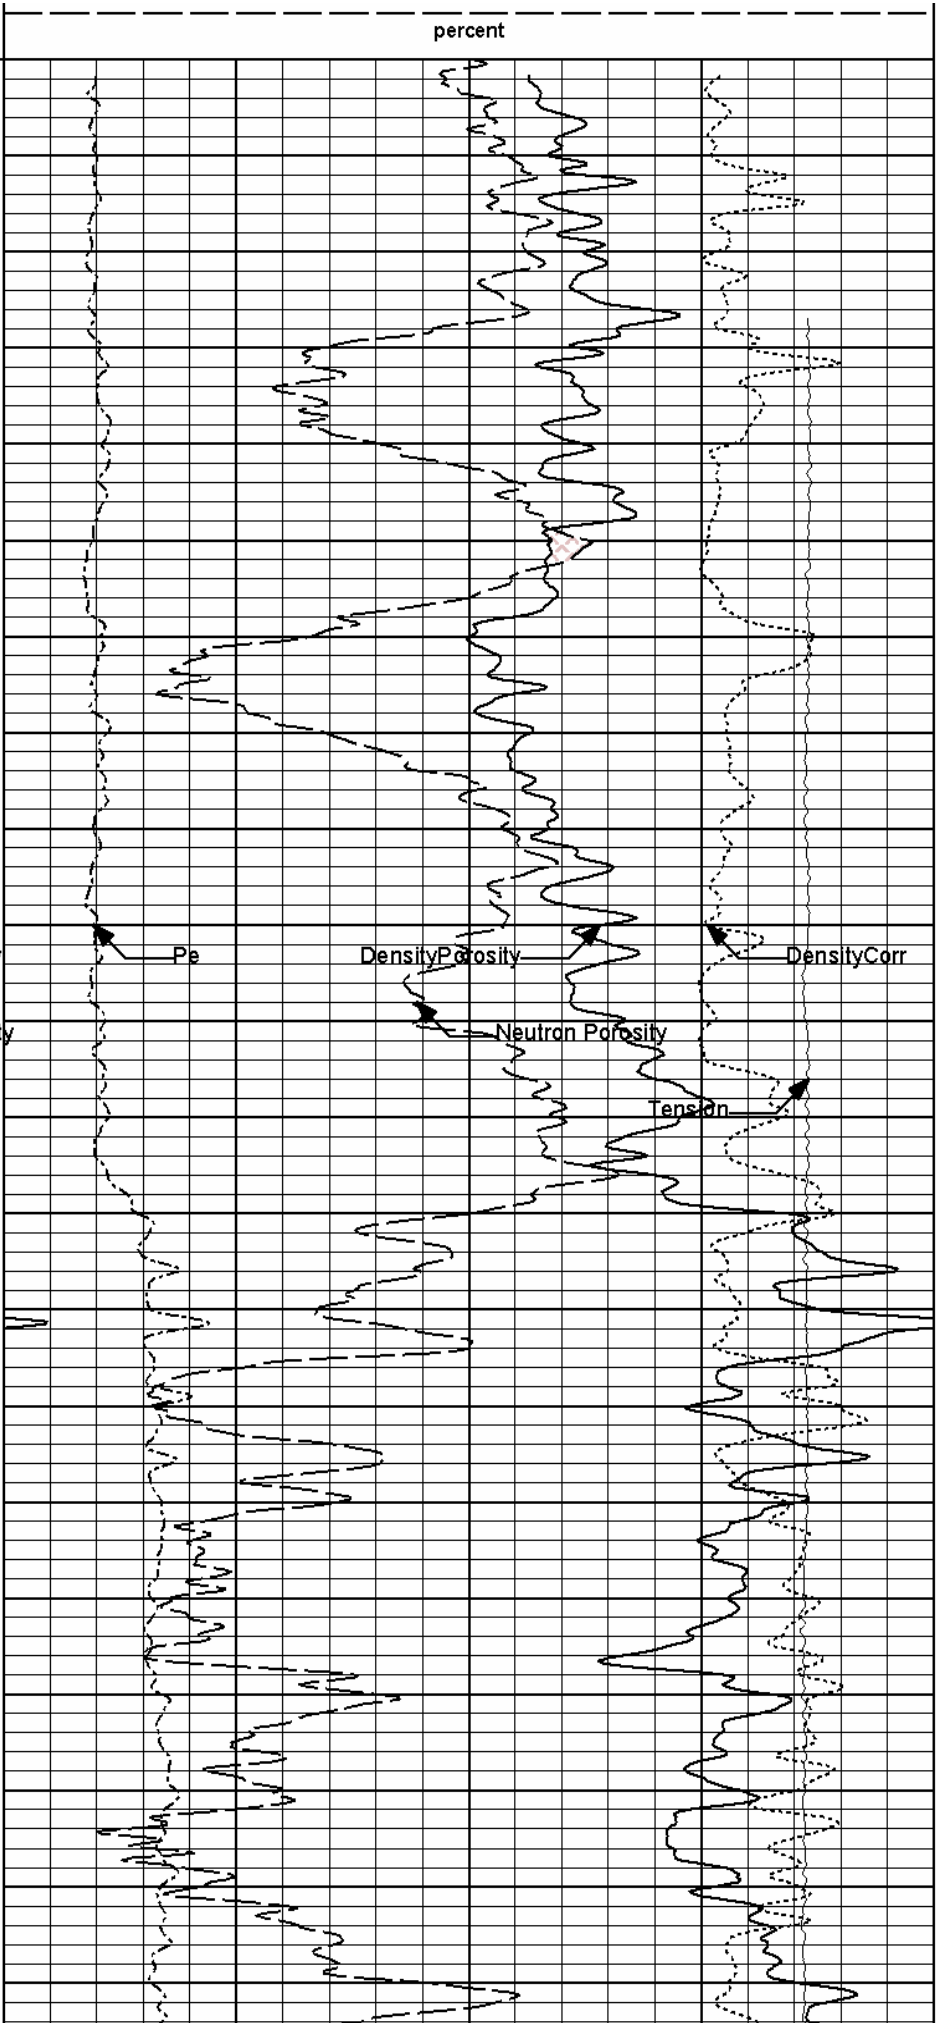 percent
Pe
DensityPorosity
DensityCorr
y
Neutron Porosity
Tension